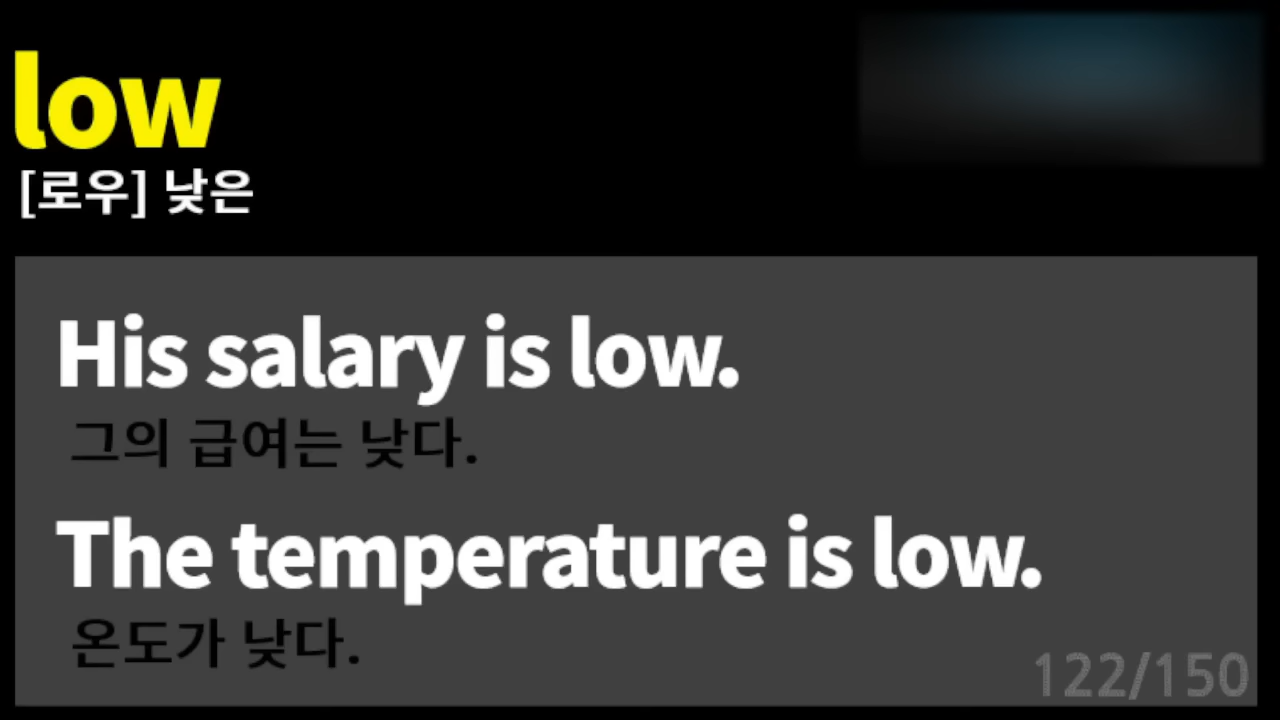 low
[로우] 낮은
His salary is low.
그의 급여는 낮다.
The temperature is low.
온도가 낮다.
122/150